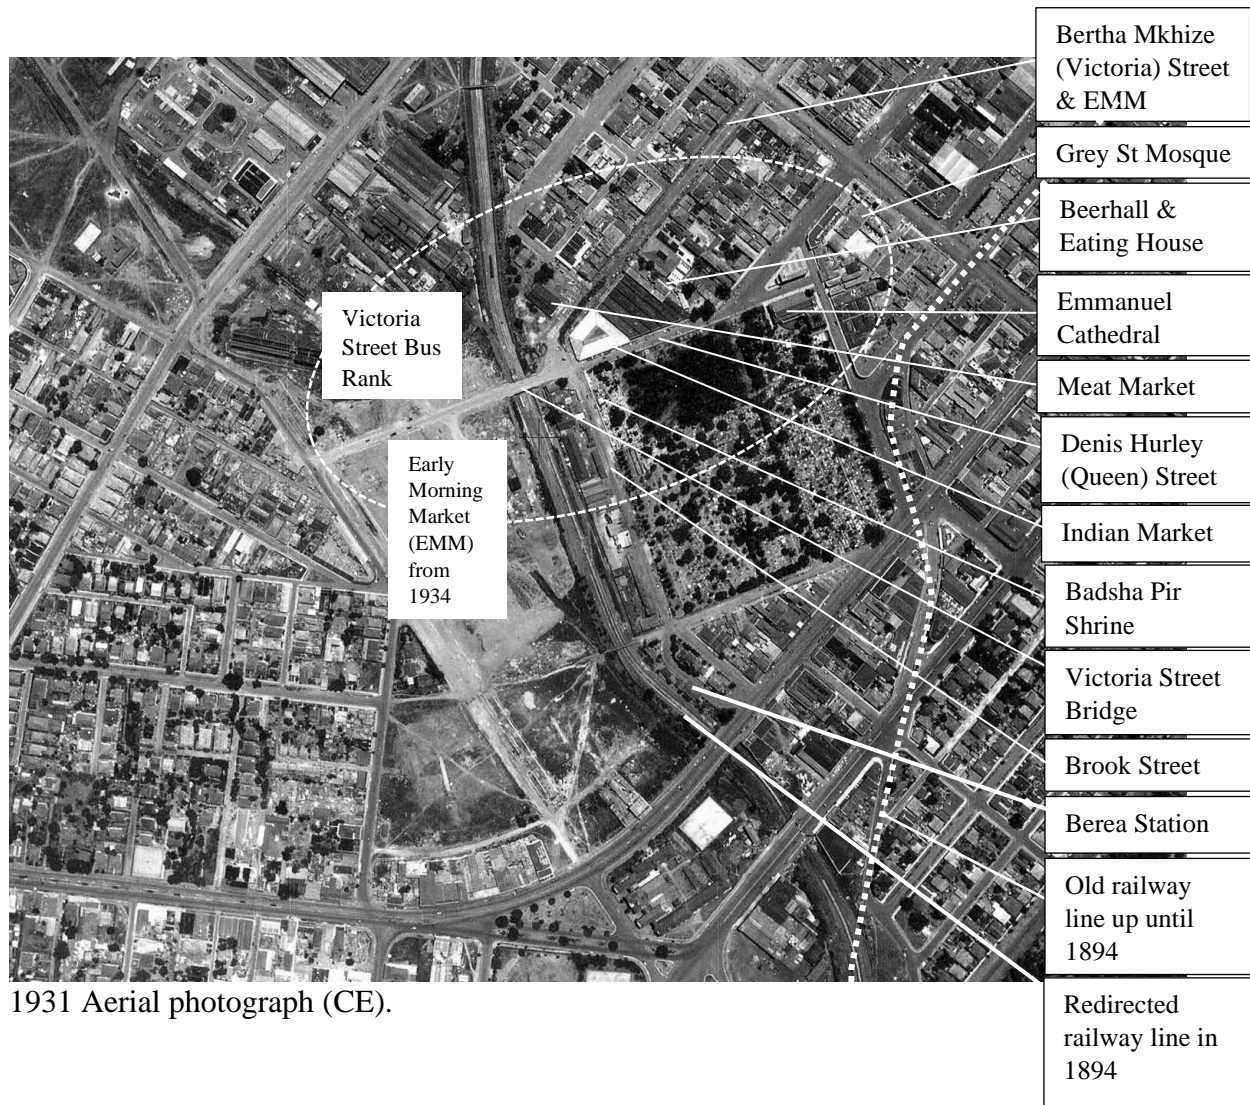 Bertha Mkhize
(Victoria) Street
& EMM
Grey St Mosque
Beerhall &
Eating House
Emmanuel
Cathedral
Meat Market
Denis Hurley
(Queen) Street
Indian Market
Badsha Pir
Shrine
Victoria Street
Bridge
Brook Street
Berea Station
Old railway
line up until
1894
Redirected
railway line in
1894
Victoria
Street Bus
Rank
Early
Morning
Market
(EMM)
from
1934
1931 Aerial photograph (CE).